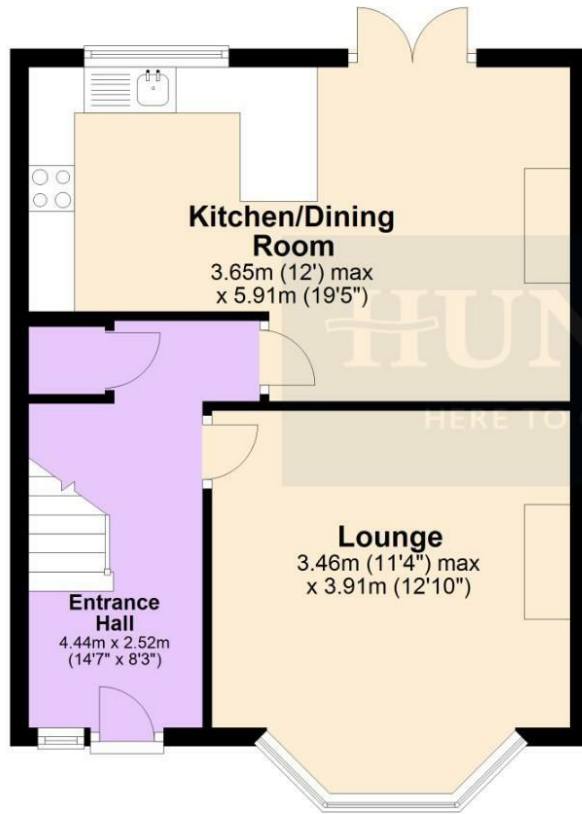 Kitchen/Dining
Room
3.65m (12') max
x 5.91m (19'5")
HUN
HERE TO
Lounge
3.46m (11'4") max
x 3.91m (12'10")
Entrance
Hall
4.44m x 2.52m
(14'7" x 8'3")